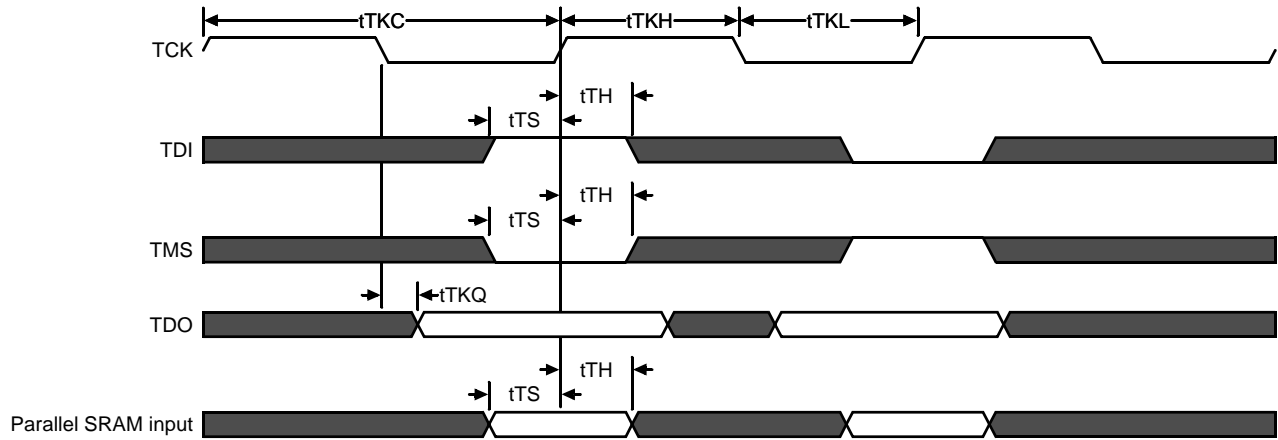 tTKC tTKH tTKL
TCK
tTH
tTS
TDI
tTH
tTS
TMS
tTKQ
TDO
tTH
tTS
Parallel SRAM input